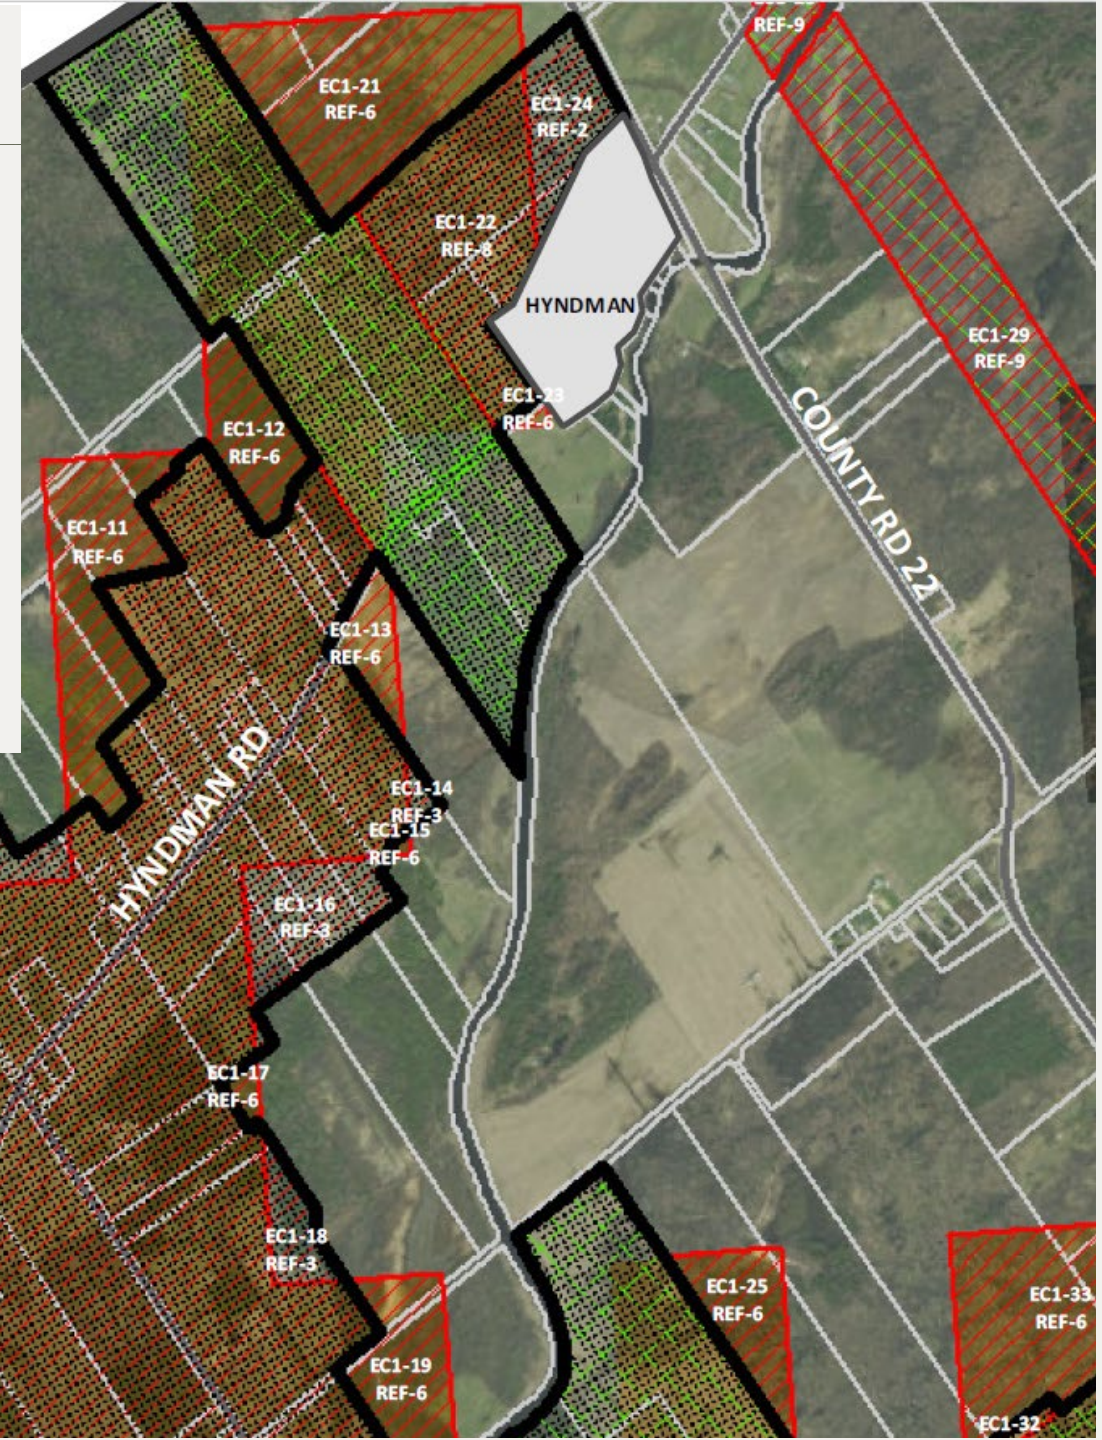 REF-9
EC1-21
REF-6
EC1-24
REF-2
EC1-22
REF-8
HYNDMAN
EC1-29
REF-9
EC1-23
REF-6
EC1-12
REF-6
COUNTY RD 22
EC1-11
REF-6
EC1-13
REF-6
HYNDMAN RD
EC1-14
REF-3
EC1-15
REF-6
EC1-16
REF-3
EC1-17
REF-6
EC1-18
REF-3
EC1-25
REF-6
EC1-33
REF-6
EC1-19
REF-6
EC1-32